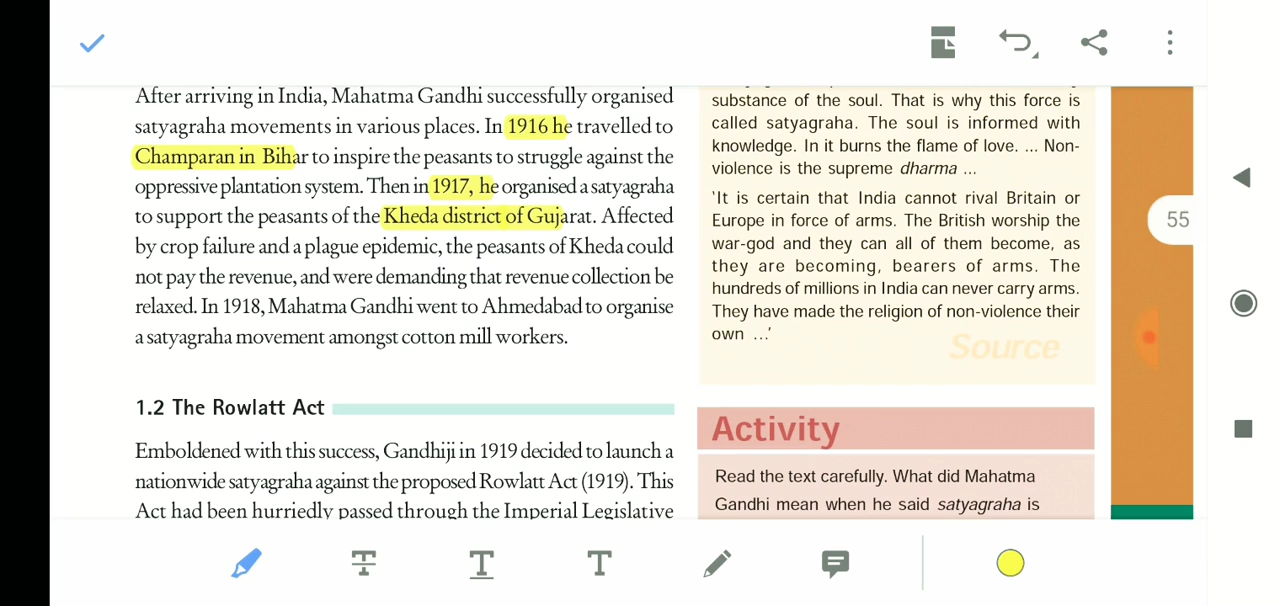 After arriving in India, Mahatma Gandhi successfully organised
satyagraha movements in various places. In 1916 he travelled to
Champaran in Bihar to inspire the peasants to struggle against the
oppressive plantation system. Then in 1917, he organised a satyagraha
to support the peasants of the Kheda district of Gujarat. Affected
by crop failure and a plague epidemic, the peasants of Kheda could
not pay the revenue, and were demanding that revenue collection be
relaxed. In 1918, Mahatma Gandhi went to Ahmedabad to organise
a satyagraha movement amongst cotton mill workers.
1.2 The Rowlatt Act
Emboldened with this success, Gandhiji in 1919 decided to launch a
nationwide satyagraha against the proposed Rowlatt Act (1919). This
Act had been hurriedly passed through the Imperial Legislative
substance of the soul. That is why this force is
called satyagraha. The soul is informed with
knowledge. In it burns the flame of love. ... Non-
violence is the supreme dharma ...
'It is certain that India cannot rival Britain or
Europe in force of arms. The British worship the
war-god and they can all of them become, as
they are becoming, bearers of arms. The
hundreds of millions in India can never carry arms.
They have made the religion of non-violence their
own ...'
Source
Activity
Read the text carefully. What did Mahatma
Gandhi mean when he said satyagraha is
55
T
T
T